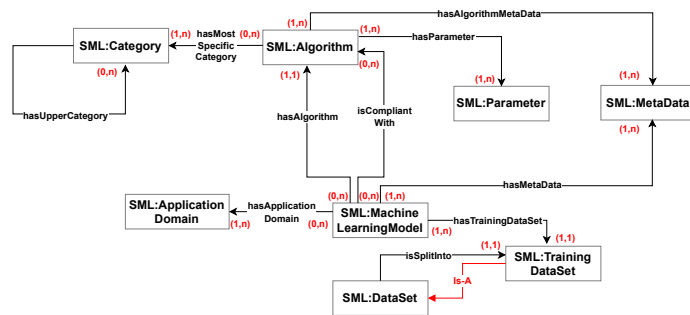 hasAlgorithmMetaData
(1,n)
(0,n)
(1,n)
(1,n)
hasMost
Specific
Category
SML:Category
SML:Algorithm
hasParameter
(0,n)
(1,1)
(0,n)
(1,n)
(1,n)
SML:Parameter
SML:MetaData
hasUpperCategory
hasAlgorithm
isCompliant
With
(1,n)
(0,n)
(0,n)
(1,n)
hasMetaData
SML:Application
Domain
hasApplication
Domain
SML:Machine
LearningModel
hasTrainingDataSet
(1,n)
(0,n)
(1,n)
(1,1)
(1,1)
isSplitInto
SML:Training
DataSet
Is-A
SML:DataSet